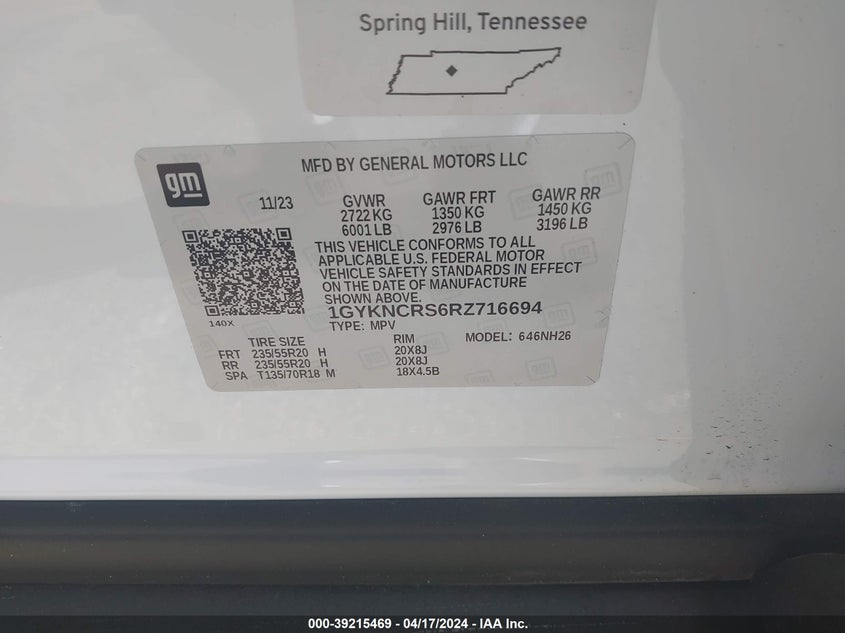 Spring Hill, Tennessee
gm
MFD BY GENERAL MOTORS LLC
11/23 GVWR GAWR FRT GAWR RR
2722 KG 1350 KG 1450 KG
6001 LB 2976 LB 3196 LB
THIS VEHICLE CONFORMS TO ALL
APPLICABLE U.S. FEDERAL MOTOR
VEHICLE SAFETY STANDARDS IN EFFECT
ON THE DATE OF MANUFACTURE
SHOWN ABOVE.
140X
1GYKNCRS6RZ716694
TYPE: MPV
MODEL: 646NH26
TIRE SIZE RIM
FRT 235/55R20 H 20X8J
RR 235/55R20 H 20X8J
SPA T135/70R18 M 18X4.5B
000-39215469 - 04/17/2024 - IAA Inc.